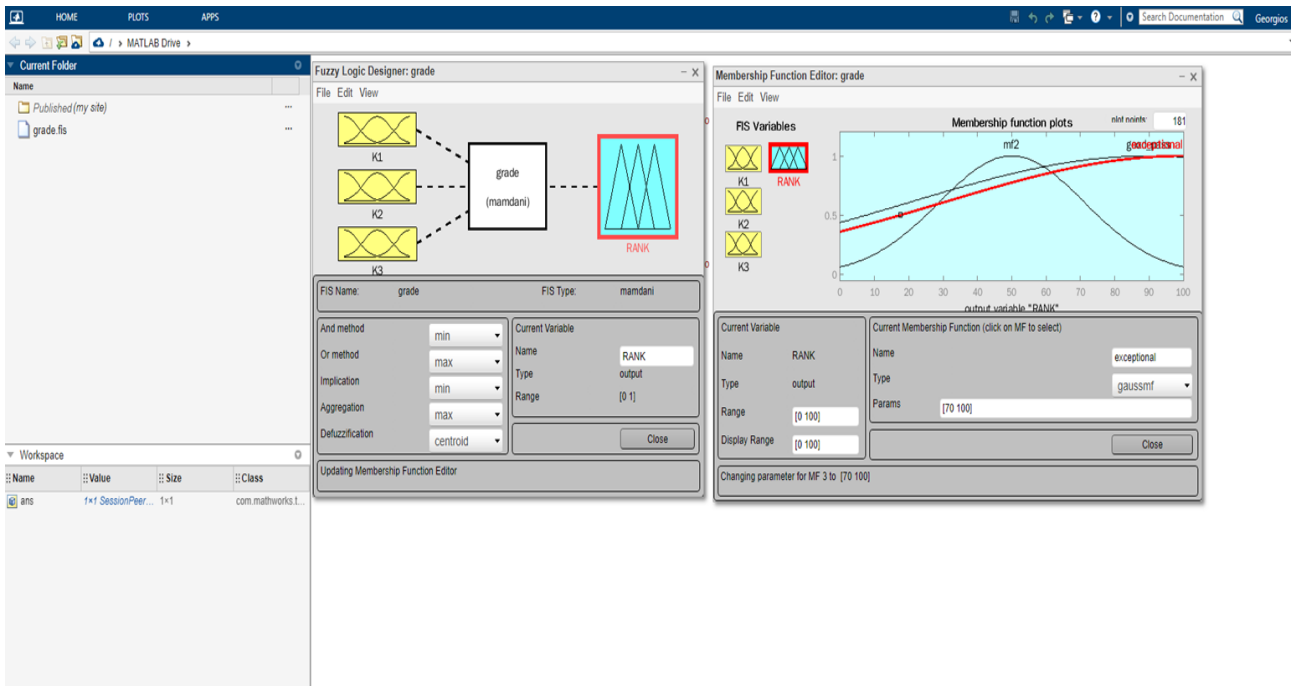 HOME PLOTS APPS
Search Documentation Georgios
/ › MATLAB Drive ›
Current Folder
Name
Published (my site) ...
grade.fis ...
Workspace
Name Value Size Class
ans 1×1 SessionPeer... 1×1 com.mathworks.t...
Fuzzy Logic Designer: grade – X
File Edit View
K1
K2
K3
grade
(mamdani)
RANK
FIS Name: grade FIS Type: mamdani
And method min
Or method max
Implication min
Aggregation max
Defuzzification centroid
Current Variable
Name RANK
Type output
Range [0 1]
Close
Updating Membership Function Editor
Membership Function Editor: grade – X
File Edit View
FIS Variables
K1 RANK
K2
K3
Membership function plots plot points: 181
mf2
1
0.5
0
0 10 20 30 40 50 60 70 80 90 100
output variable "RANK"
Current Variable
Name RANK
Type output
Range [0 100]
Display Range [0 100]
Current Membership Function (click on MF to select)
Name exceptional
Type gaussmf
Params [70 100]
Close
Changing parameter for MF 3 to [70 100]